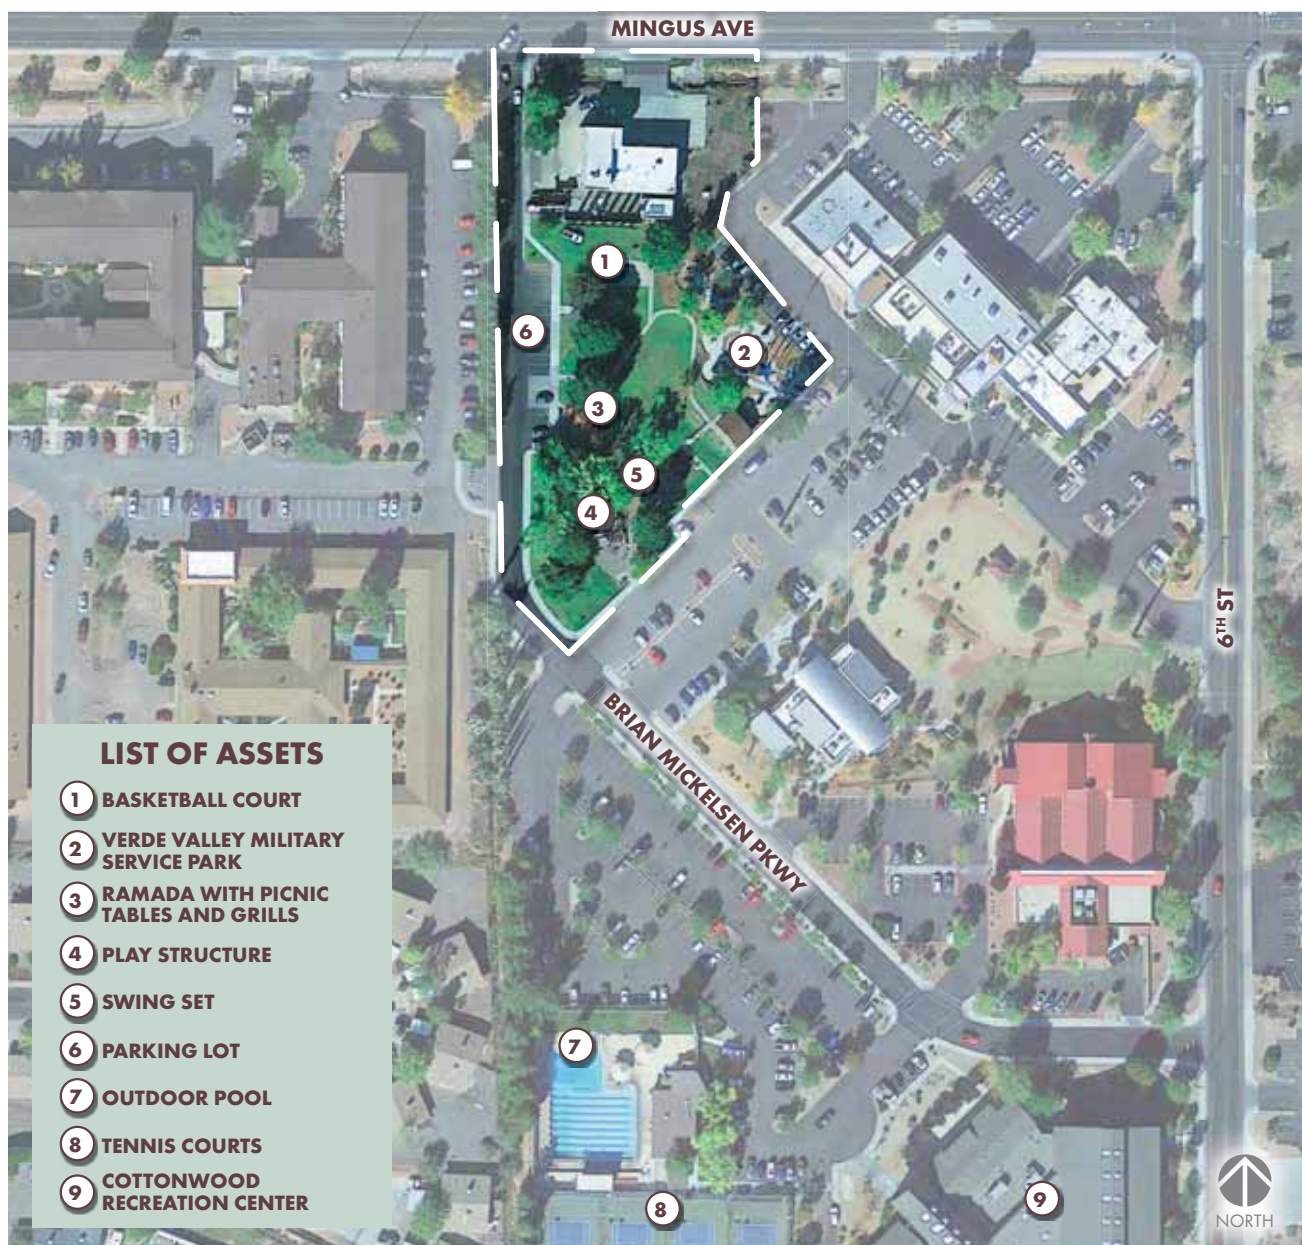 MINGUS AVE
1
6
2
3
5
4
6TH ST
BRIAN MICKELSEN PKWY
LIST OF ASSETS
1 BASKETBALL COURT
2 VERDE VALLEY MILITARY
SERVICE PARK
3 RAMADA WITH PICNIC
TABLES AND GRILLS
4 PLAY STRUCTURE
5 SWING SET
6 PARKING LOT
7 OUTDOOR POOL
8 TENNIS COURTS
9 COTTONWOOD
RECREATION CENTER
7
8
9
NORTH